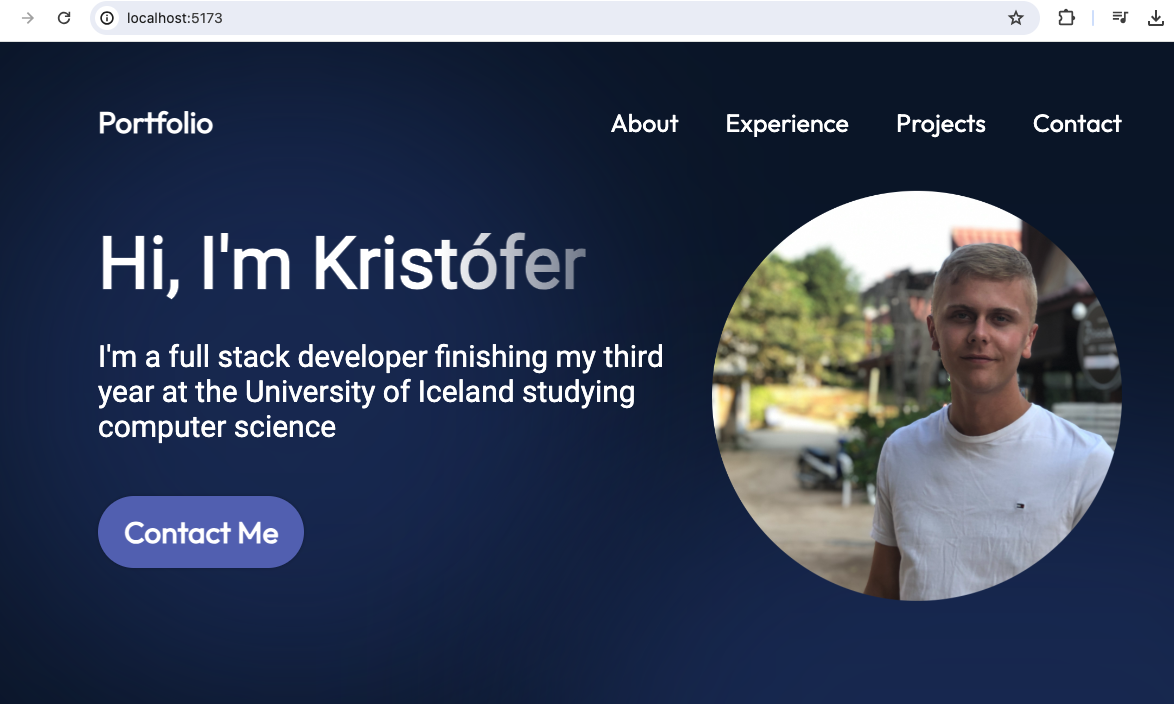 localhost:5173
Portfolio
About Experience Projects Contact
Hi, I'm Kristófer
I'm a full stack developer finishing my third
year at the University of Iceland studying
computer science
Contact Me